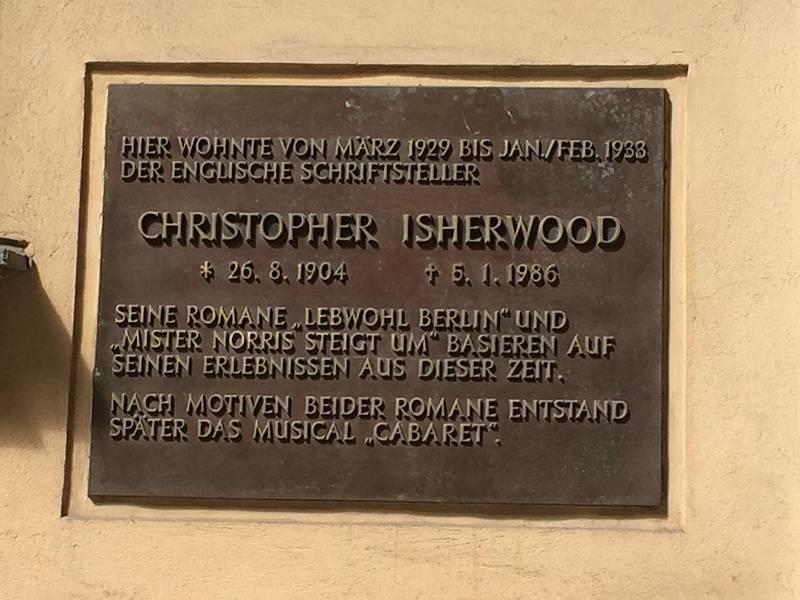 HIER WOHNTE VON MÄRZ 1929 BIS JAN./FEB. 1933
DER ENGLISCHE SCHRIFTSTELLER
CHRISTOPHER ISHERWOOD
* 26. 8. 1904 † 5. 1. 1986
SEINE ROMANE „LEBWOHL BERLIN“ UND
„MISTER NORRIS STEIGT UM“ BASIEREN AUF
SEINEN ERLEBNISSEN AUS DIESER ZEIT.
NACH MOTIVEN BEIDER ROMANE ENTSTAND
SPÄTER DAS MUSICAL „CABARET“.